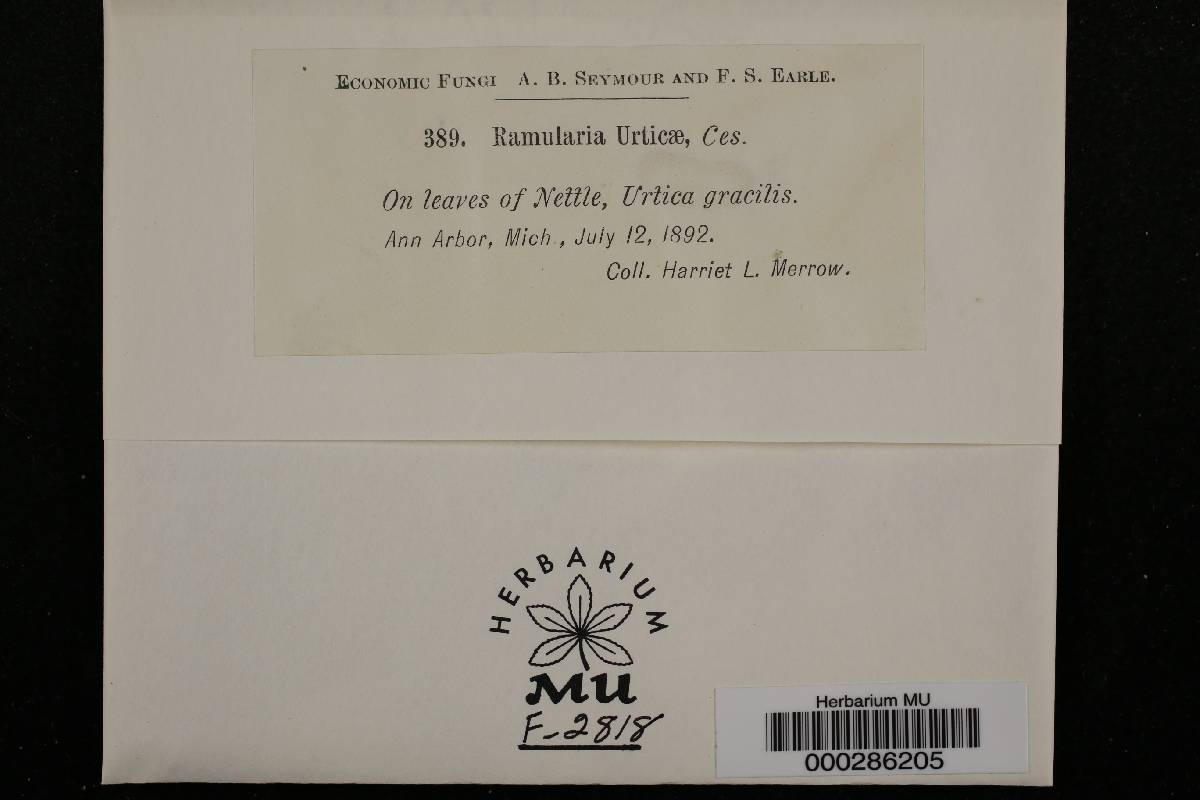 Economic Fungi A. B. Seymour and F. S. Earle.
389. Ramularia Urticæ, Ces.
On leaves of Nettle, Urtica gracilis.
Ann Arbor, Mich., July 12, 1892.
Coll. Harriet L. Merrow.
HERBARIUM
MU
F-2818
Herbarium MU
000286205